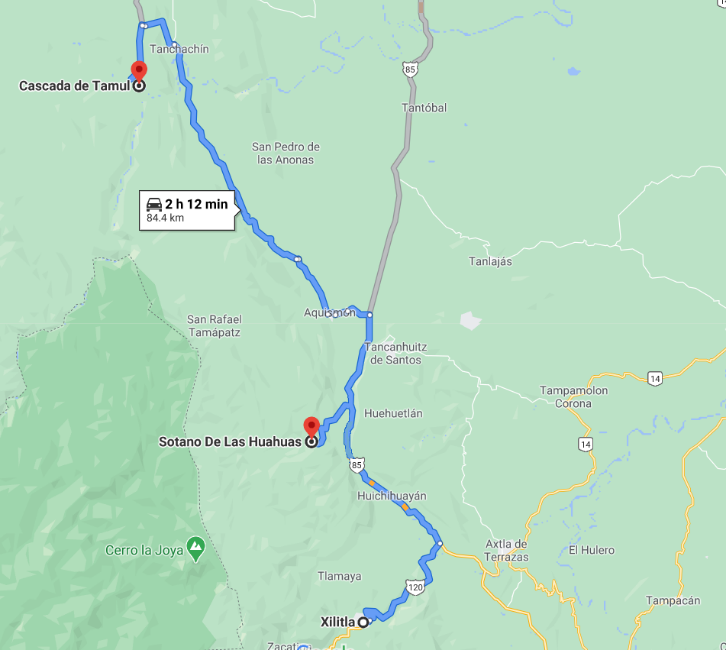 Tanchachín
85
Cascada de Tamul
Tantóbal
San Pedro de
las Anonas
2 h 12 min
84.4 km
Tanlajás
Aquismón
San Rafael
Tamápatz
Tancanhuitz
de Santos
14
Tampamolon
Corona
Huehuetlán
14
Sotano De Las Huahuas
85
Huichihuayán
Cerro la Joya
Axtla de
Terrazas
El Hulero
Tlamaya
120
Tampacán
Xilitla